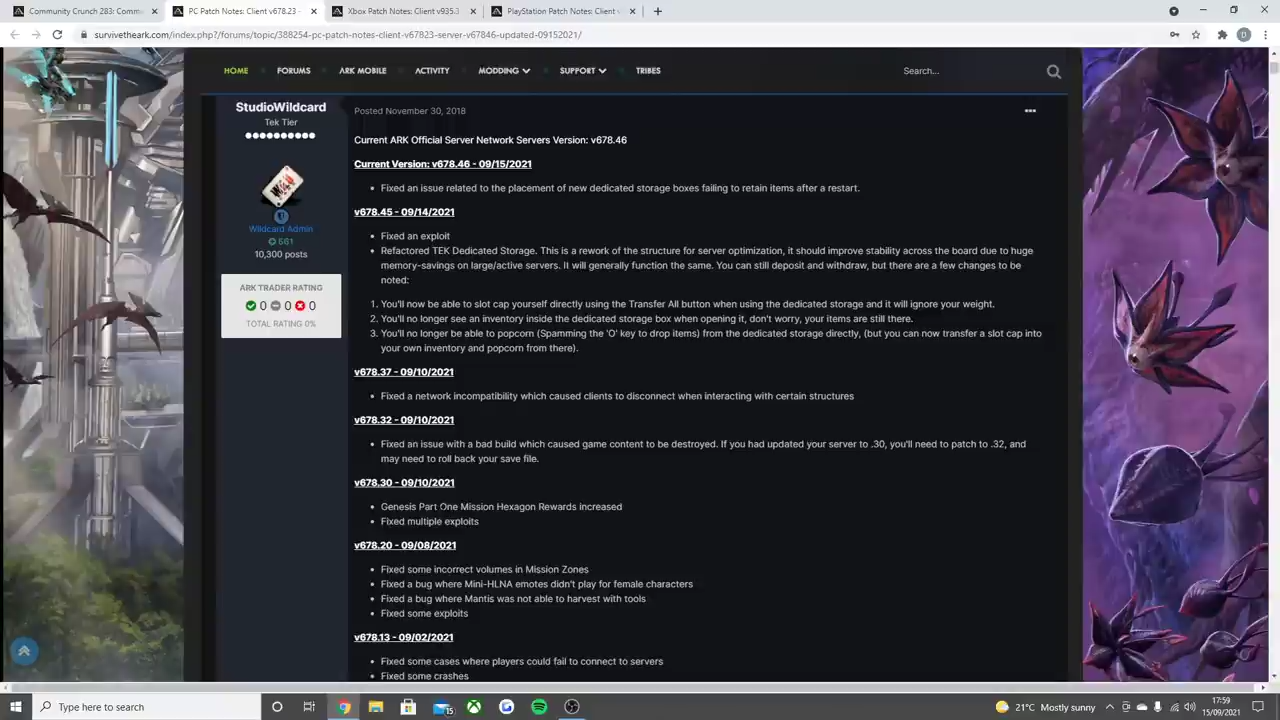 Community Crunch 283: Comme
PC Patch Notes: Client v678.23 -
Xbox Patch Notes: Client v935.3
PlayStation Patch Notes: Client v
survivetheark.com/index.php?/forums/topic/388254-pc-patch-notes-client-v67823-server-v67846-updated-09152021/
HOME
FORUMS
ARK MOBILE
ACTIVITY
MODDING
SUPPORT
TRIBES
Search...
StudioWildcard
Tek Tier
Wildcard Admin
661
10,300 posts
ARK TRADER RATING
0 0 0
TOTAL RATING 0%
Posted November 30, 2018
Current ARK Official Server Network Servers Version: v678.46
Current Version: v678.46 - 09/15/2021
Fixed an issue related to the placement of new dedicated storage boxes failing to retain items after a restart.
v678.45 - 09/14/2021
Fixed an exploit
Refactored TEK Dedicated Storage. This is a rework of the structure for server optimization, it should improve stability across the board due to huge
memory-savings on large/active servers. It will generally function the same. You can still deposit and withdraw, but there are a few changes to be
noted:
1. You'll now be able to slot cap yourself directly using the Transfer All button when using the dedicated storage and it will ignore your weight.
2. You'll no longer see an inventory inside the dedicated storage box when opening it, don't worry, your items are still there.
3. You'll no longer be able to popcorn (Spamming the 'O' key to drop items) from the dedicated storage directly, (but you can now transfer a slot cap into
your own inventory and popcorn from there).
v678.37 - 09/10/2021
Fixed a network incompatibility which caused clients to disconnect when interacting with certain structures
v678.32 - 09/10/2021
Fixed an issue with a bad build which caused game content to be destroyed. If you had updated your server to .30, you'll need to patch to .32, and
may need to roll back your save file.
v678.30 - 09/10/2021
Genesis Part One Mission Hexagon Rewards increased
Fixed multiple exploits
v678.20 - 09/08/2021
Fixed some incorrect volumes in Mission Zones
Fixed a bug where Mini-HLNA emotes didn't play for female characters
Fixed a bug where Mantis was not able to harvest with tools
Fixed some exploits
v678.13 - 09/02/2021
Fixed some cases where players could fail to connect to servers
Fixed some crashes
Type here to search
15
21°C Mostly sunny
17:59
15/09/2021